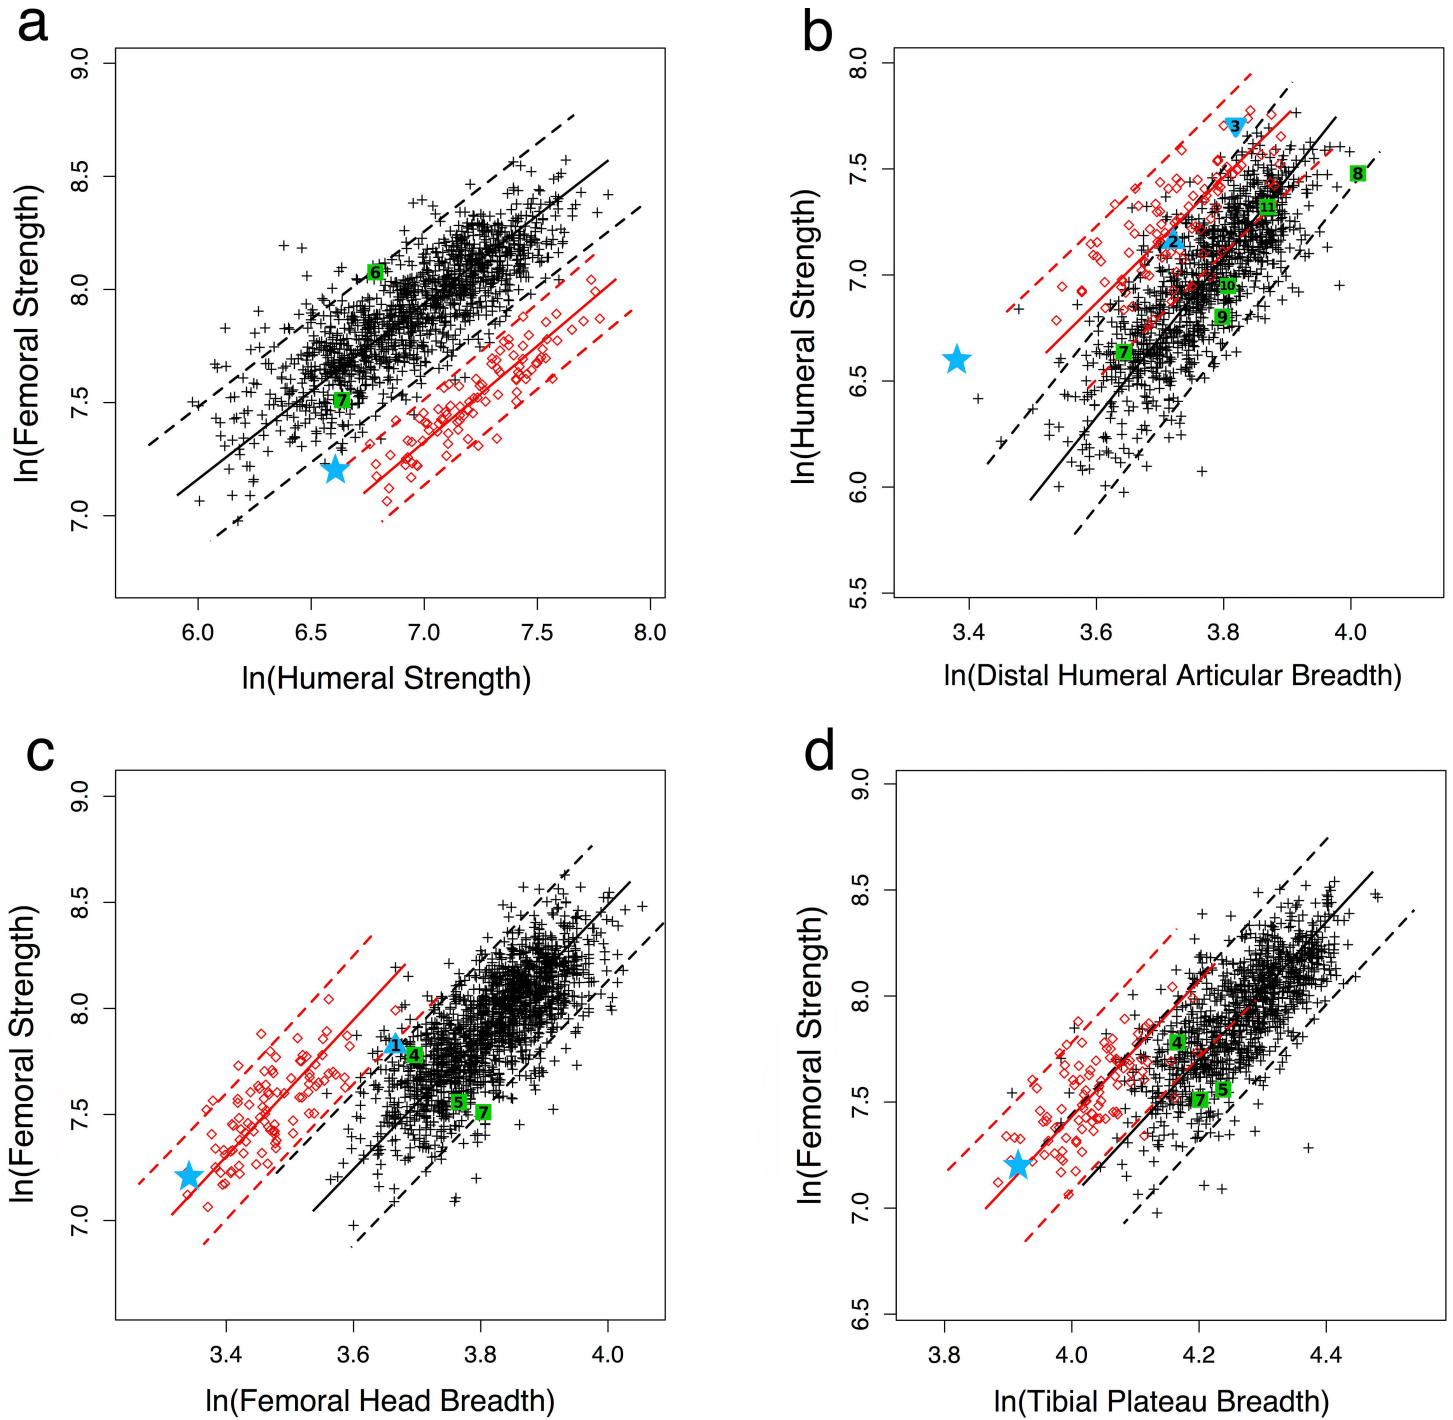 a
ln(Femoral Strength)
9.0
8.5
8.0
7.5
7.0
6
7
6.0 6.5 7.0 7.5 8.0
ln(Humeral Strength)
b
ln(Humeral Strength)
8.0
7.5
7.0
6.5
6.0
5.5
3
8
11
2
10
9
7
3.4 3.6 3.8 4.0
ln(Distal Humeral Articular Breadth)
c
ln(Femoral Strength)
9.0
8.5
8.0
7.5
7.0
1
4
5
7
3.4 3.6 3.8 4.0
ln(Femoral Head Breadth)
d
ln(Femoral Strength)
9.0
8.5
8.0
7.5
7.0
6.5
4
5
7
3.8 4.0 4.2 4.4
ln(Tibial Plateau Breadth)